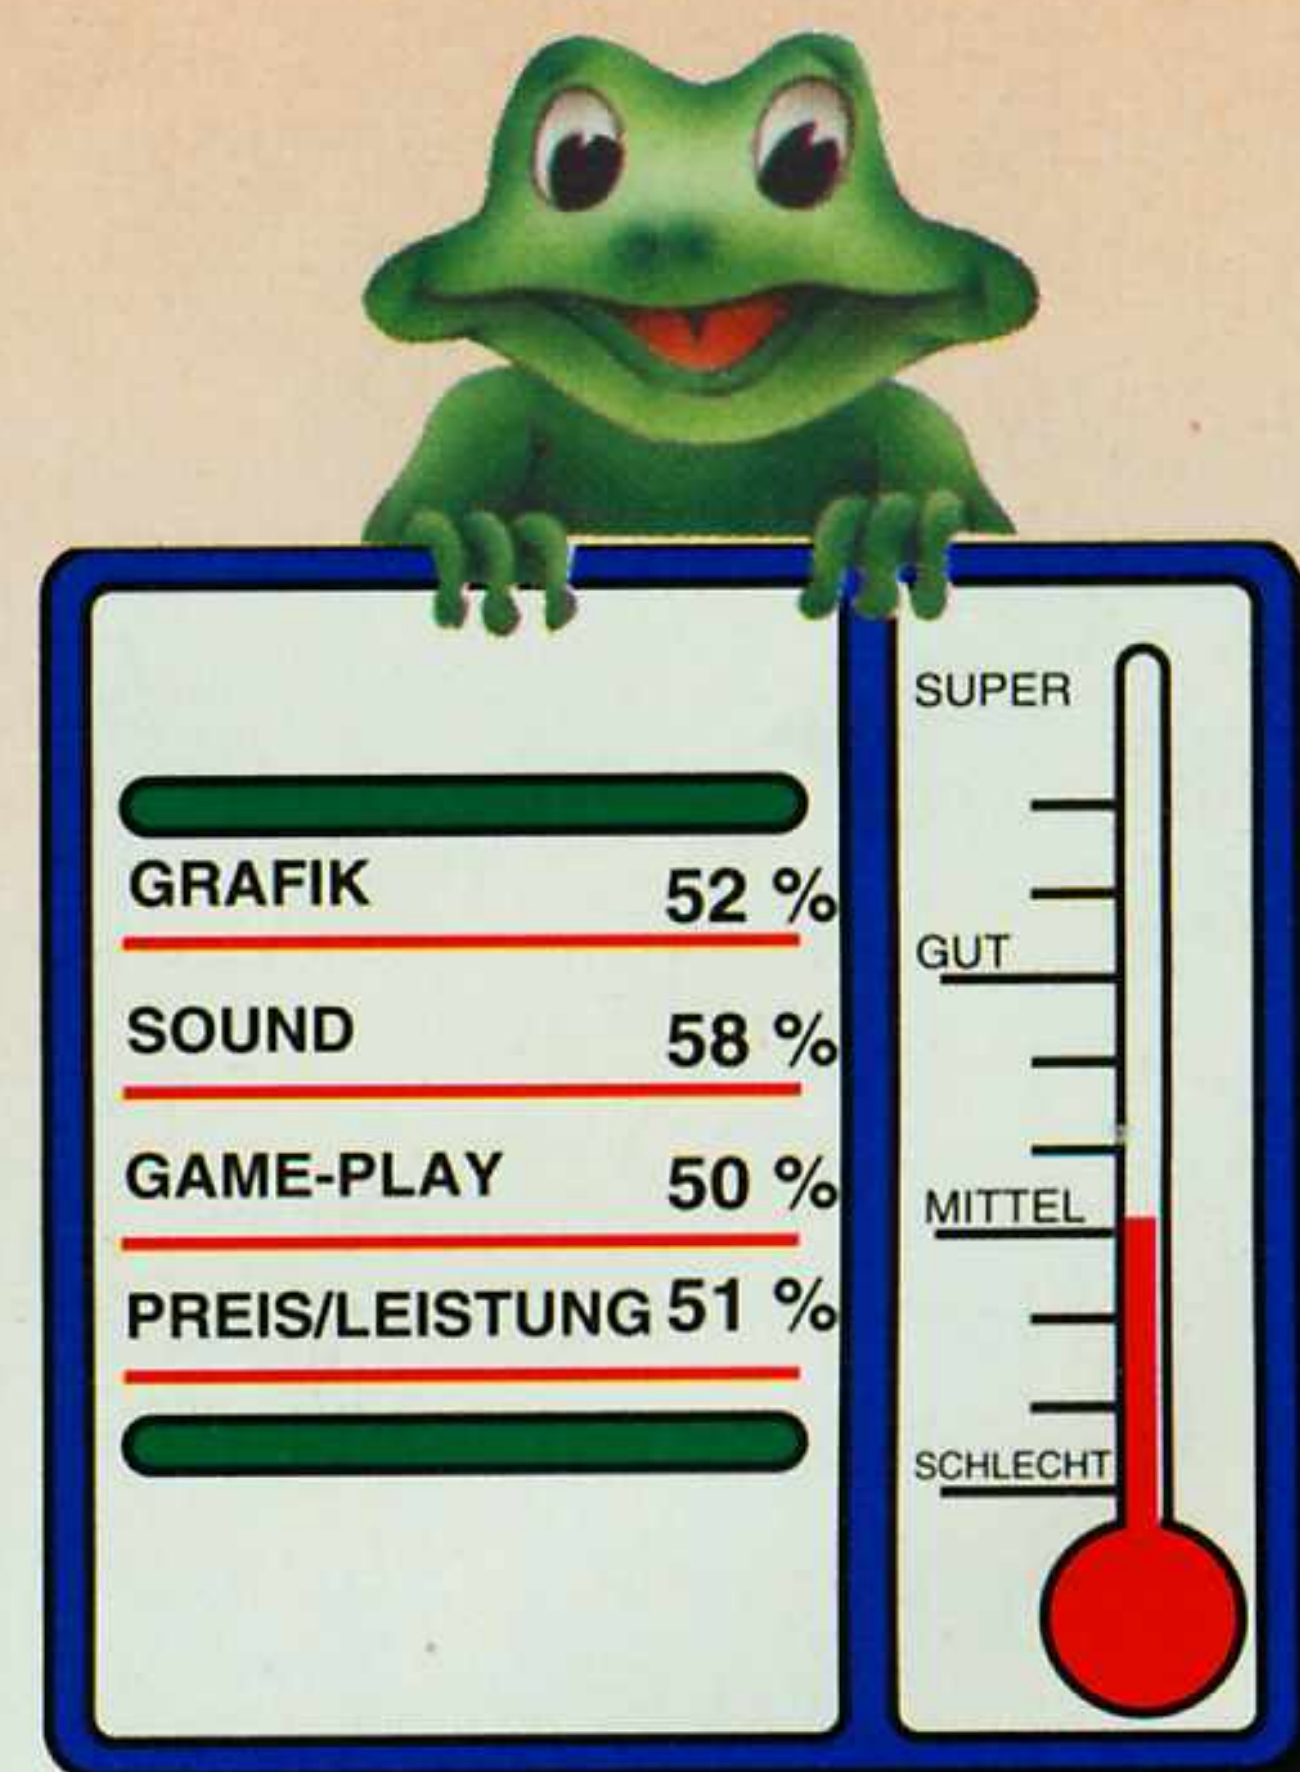 GRAFIK 52 %
SOUND 58 %
GAME-PLAY 50 %
PREIS/LEISTUNG 51 %
SUPER
GUT
MITTEL
SCHLECHT